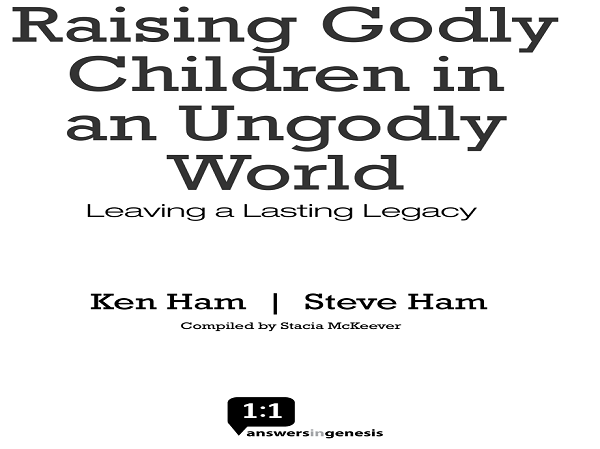 Raising Godly
Children in
an Ungodly
World
Leaving a Lasting Legacy
Ken Ham | Steve Ham
Compiled by Stacia McKeever
1:1
answersingenesis